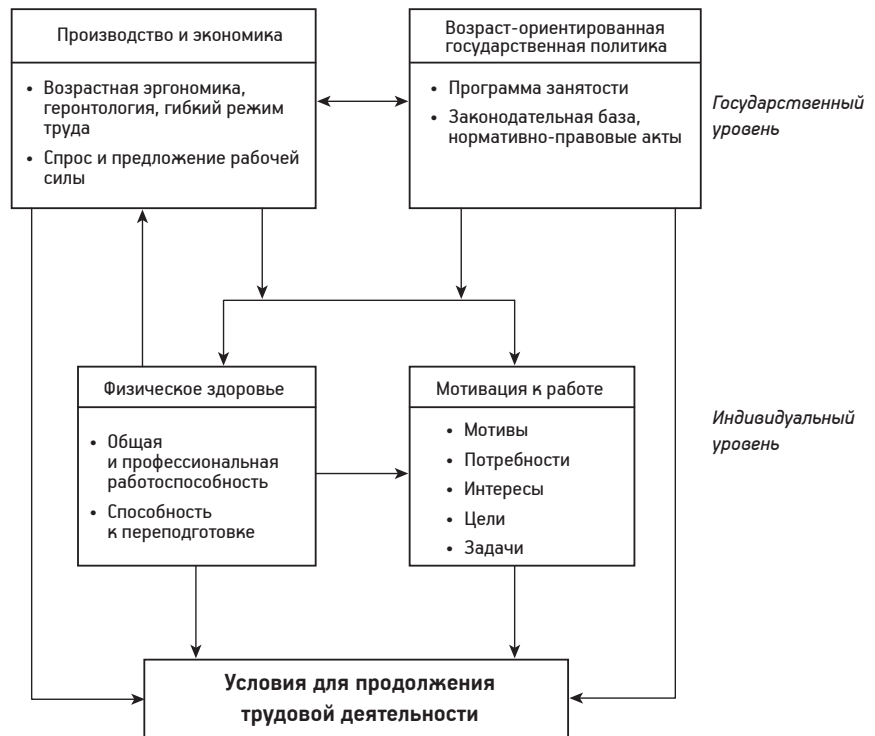 Производство и экономика
• Возрастная эргономика,
геронтология, гибкий режим
труда
• Спрос и предложение рабочей
силы
Возраст-ориентированная
государственная политика
• Программа занятости
• Законодательная база,
нормативно-правовые акты
Государственный
уровень
Физическое здоровье
• Общая
и профессиональная
работоспособность
• Способность
к переподготовке
Мотивация к работе
• Мотивы
• Потребности
• Интересы
• Цели
• Задачи
Индивидуальный
уровень
Условия для продолжения
трудовой деятельности